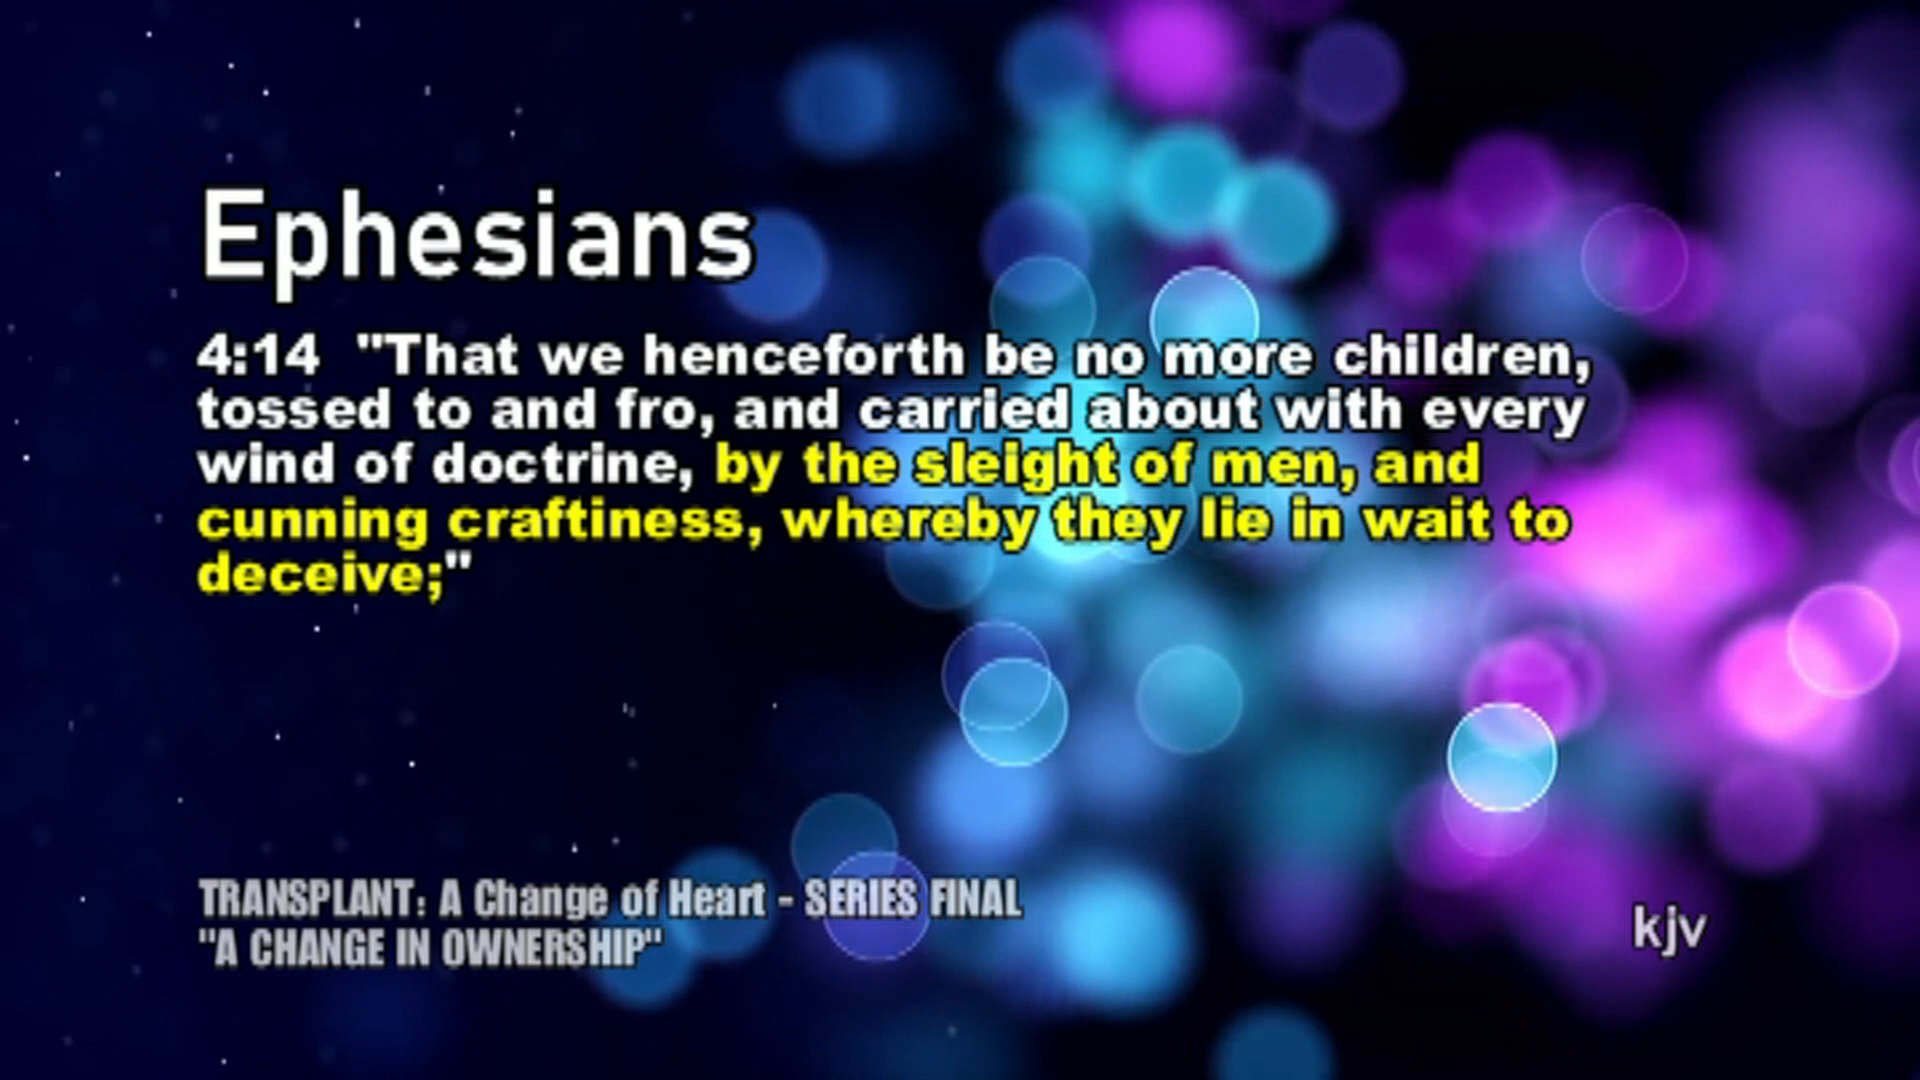 Ephesians
4:14 "That we henceforth be no more children,
tossed to and fro, and carried about with every
wind of doctrine, by the sleight of men, and
cunning craftiness, whereby they lie in wait to
deceive;"
TRANSPLANT: A Change of Heart - SERIES FINAL
"A CHANGE IN OWNERSHIP"
kjv